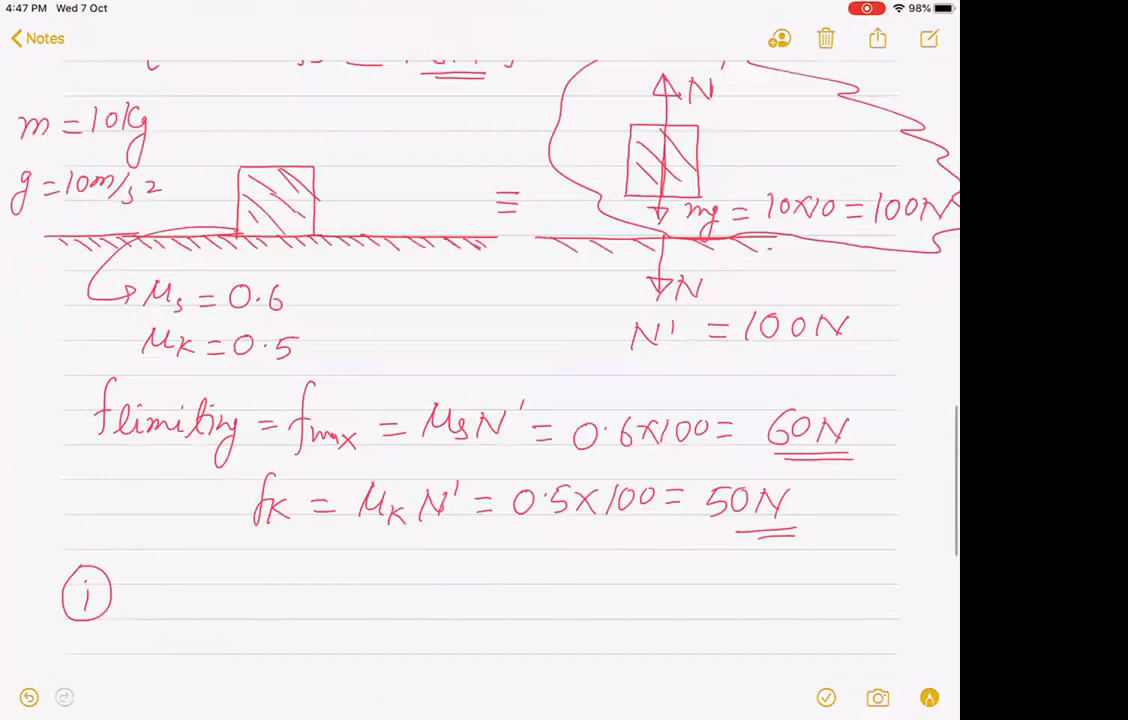 4:47 PM Wed 7 Oct
98%
Notes
N'
m = 10Kg
g = 10m/s2
≡
mg = 10×10 = 100N
N
μs = 0.6
N' = 100N
μK = 0.5
flimiting = fmax = μsN' = 0.6×100 = 60N
fK = μK N' = 0.5×100 = 50N
i